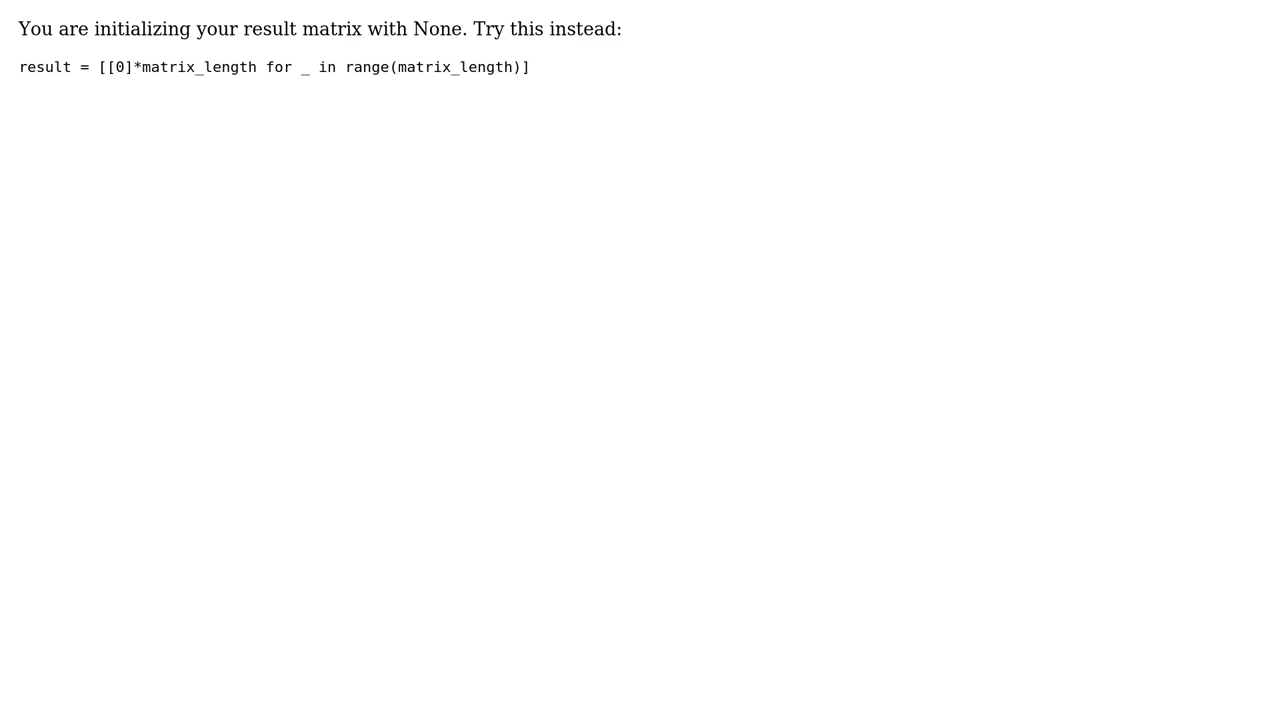 You are initializing your result matrix with None. Try this instead:
result = [[0]*matrix_length for _ in range(matrix_length)]